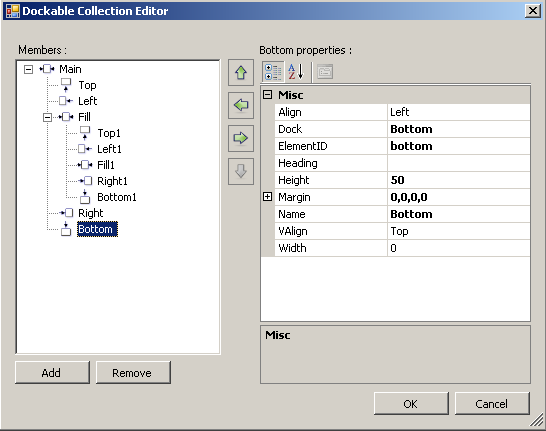 Dockable Collection Editor
Members :
Main
Top
Left
Fill
Top1
Left1
Fill1
Right1
Bottom1
Right
Bottom
Add
Remove
Bottom properties :
Misc
Align Left
Dock Bottom
ElementID bottom
Heading
Height 50
Margin 0,0,0,0
Name Bottom
VAlign Top
Width 0
Misc
OK
Cancel